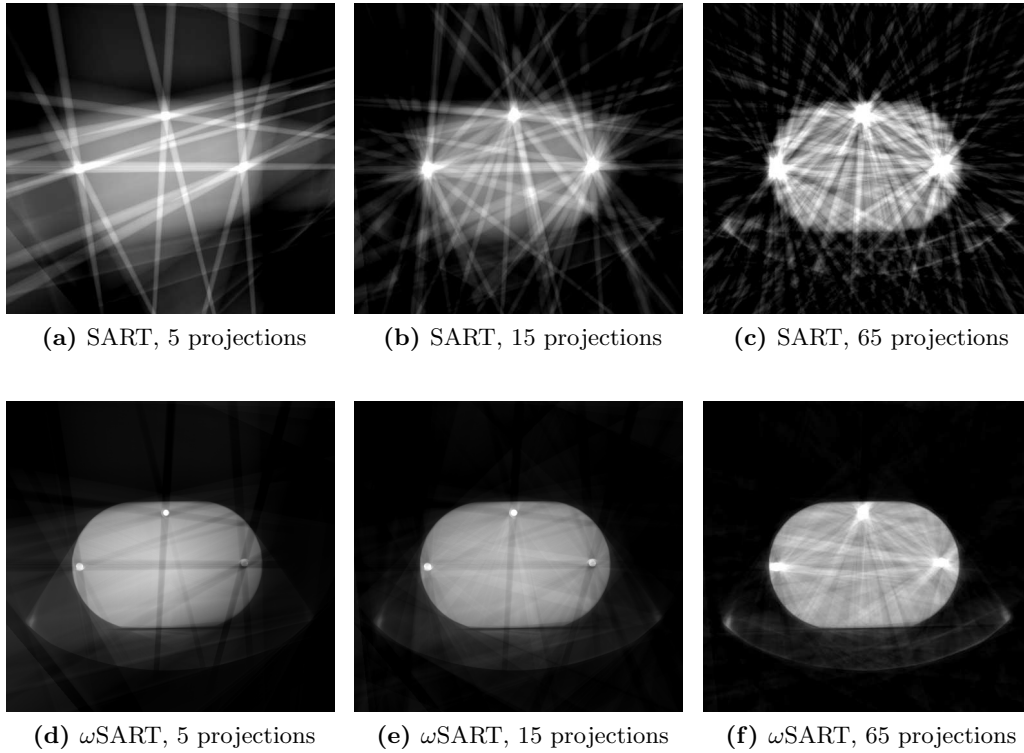 (a) SART, 5 projections
(b) SART, 15 projections
(c) SART, 65 projections
(d) ωSART, 5 projections
(e) ωSART, 15 projections
(f) ωSART, 65 projections